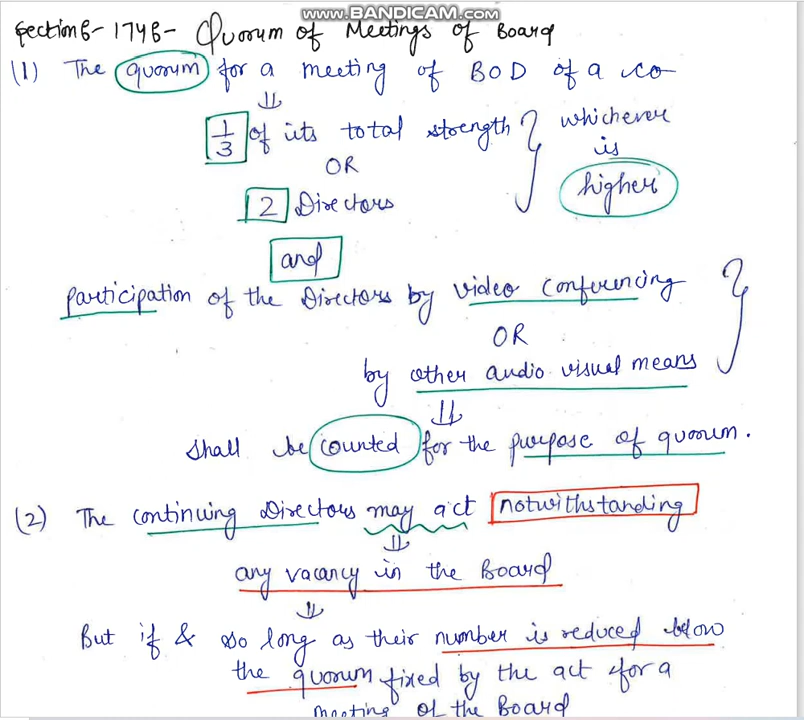 www.BANDICAM.com
Section 6- 174 6- Quorum of Meetings of Board
(1) The quorum for a meeting of BOD of a co
⇓
1/3 of its total strength } whichever
is
OR
higher
2 Directors
and
participation of the Directors by video conferencing }
OR
by other audio visual means
⇓
shall be counted for the purpose of quorum.
(2) The continuing Directors may act notwithstanding
⇓
any vacancy in the Board
⇓
But if & so long as their number is reduced below
the quorum fixed by the act for a
meeting of the Board